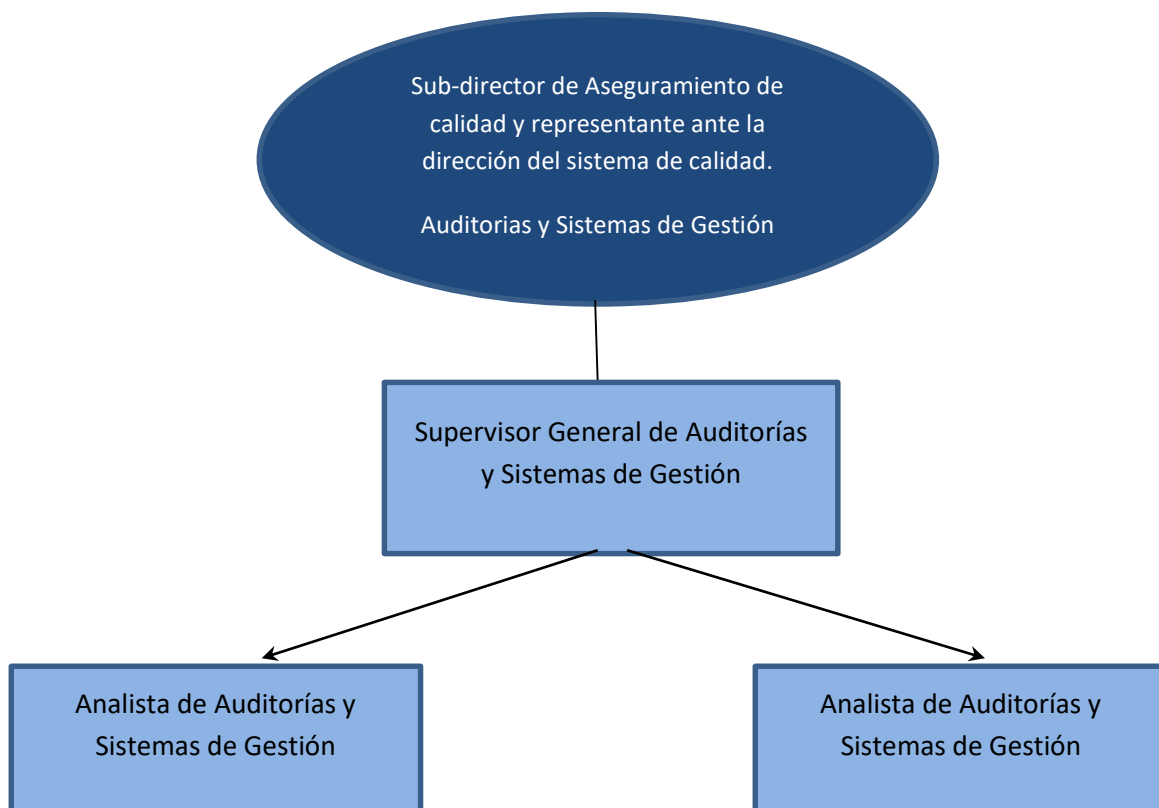 Sub-director de Aseguramiento de
calidad y representante ante la
dirección del sistema de calidad.
Auditorias y Sistemas de Gestión
Supervisor General de Auditorías
y Sistemas de Gestión
Analista de Auditorías y
Sistemas de Gestión
Analista de Auditorías y
Sistemas de Gestión